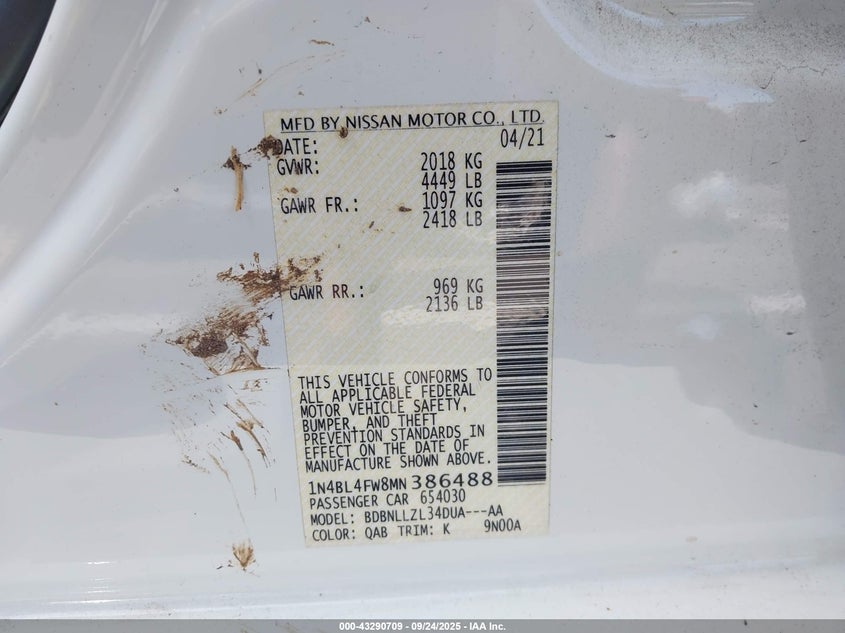 MFD BY NISSAN MOTOR CO., LTD.
DATE: 04/21
GVWR: 2018 KG
4449 LB
GAWR FR.: 1097 KG
2418 LB
GAWR RR.: 969 KG
2136 LB
THIS VEHICLE CONFORMS TO
ALL APPLICABLE FEDERAL
MOTOR VEHICLE SAFETY,
BUMPER, AND THEFT
PREVENTION STANDARDS IN
EFFECT ON THE DATE OF
MANUFACTURE SHOWN ABOVE.
1N4BL4FW8MN386488
PASSENGER CAR 654030
MODEL: BDBNLLZL34DUA---AA
COLOR: QAB TRIM: K 9N00A
000-43290709 - 09/24/2025 - IAA Inc.